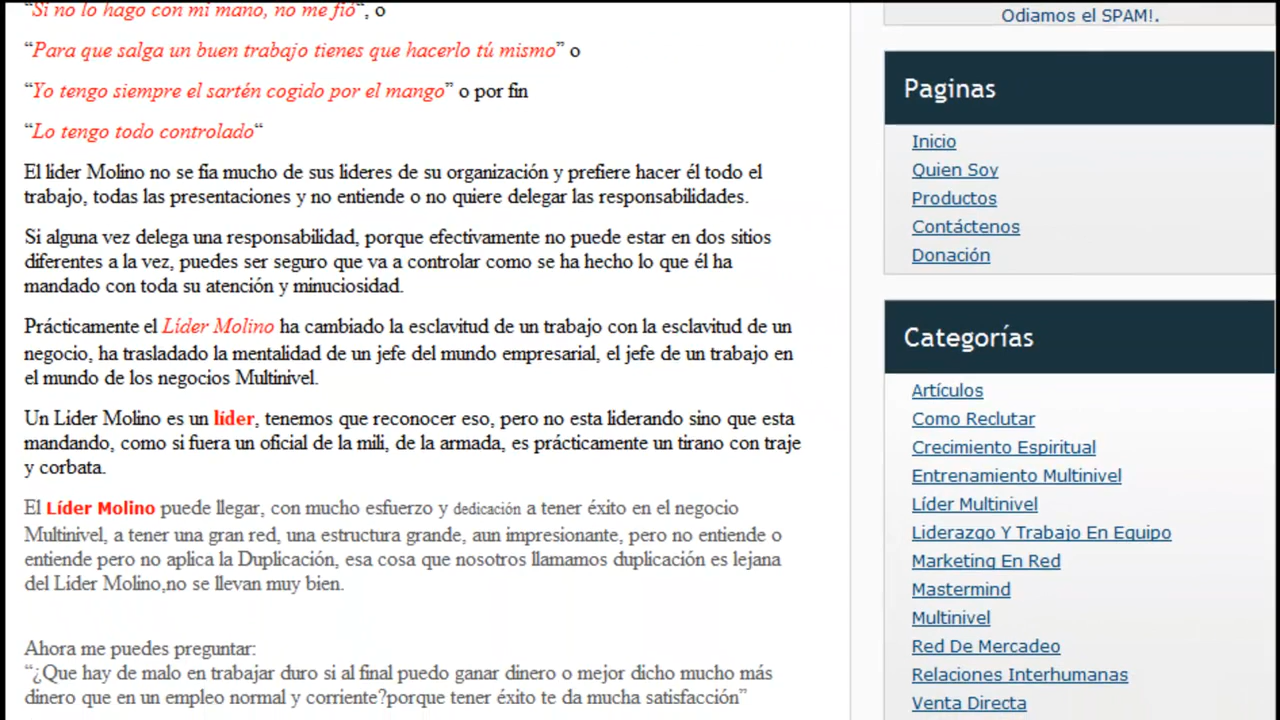 “Si no lo hago con mi mano, no me fió“, o
“Para que salga un buen trabajo tienes que hacerlo tú mismo” o
“Yo tengo siempre el sartén cogido por el mango” o por fin
“Lo tengo todo controlado“
El líder Molino no se fía mucho de sus lideres de su organización y prefiere hacer él todo el
trabajo, todas las presentaciones y no entiende o no quiere delegar las responsabilidades.
Si alguna vez delega una responsabilidad, porque efectivamente no puede estar en dos sitios
diferentes a la vez, puedes ser seguro que va a controlar como se ha hecho lo que él ha
mandado con toda su atención y minuciosidad.
Prácticamente el Líder Molino ha cambiado la esclavitud de un trabajo con la esclavitud de un
negocio, ha trasladado la mentalidad de un jefe del mundo empresarial, el jefe de un trabajo en
el mundo de los negocios Multinivel.
Un Líder Molino es un líder, tenemos que reconocer eso, pero no esta liderando sino que esta
mandando, como si fuera un oficial de la mili, de la armada, es prácticamente un tirano con traje
y corbata.
El Líder Molino puede llegar, con mucho esfuerzo y dedicación a tener éxito en el negocio
Multinivel, a tener una gran red, una estructura grande, aun impresionante, pero no entiende o
entiende pero no aplica la Duplicación, esa cosa que nosotros llamamos duplicación es lejana
del Líder Molino,no se llevan muy bien.
Ahora me puedes preguntar:
“¿Que hay de malo en trabajar duro si al final puedo ganar dinero o mejor dicho mucho más
dinero que en un empleo normal y corriente?porque tener éxito te da mucha satisfacción”
Odiamos el SPAM!.
Paginas
Inicio
Quien Soy
Productos
Contáctenos
Donación
Categorías
Artículos
Como Reclutar
Crecimiento Espiritual
Entrenamiento Multinivel
Líder Multinivel
Liderazgo Y Trabajo En Equipo
Marketing En Red
Mastermind
Multinivel
Red De Mercadeo
Relaciones Interhumanas
Venta Directa